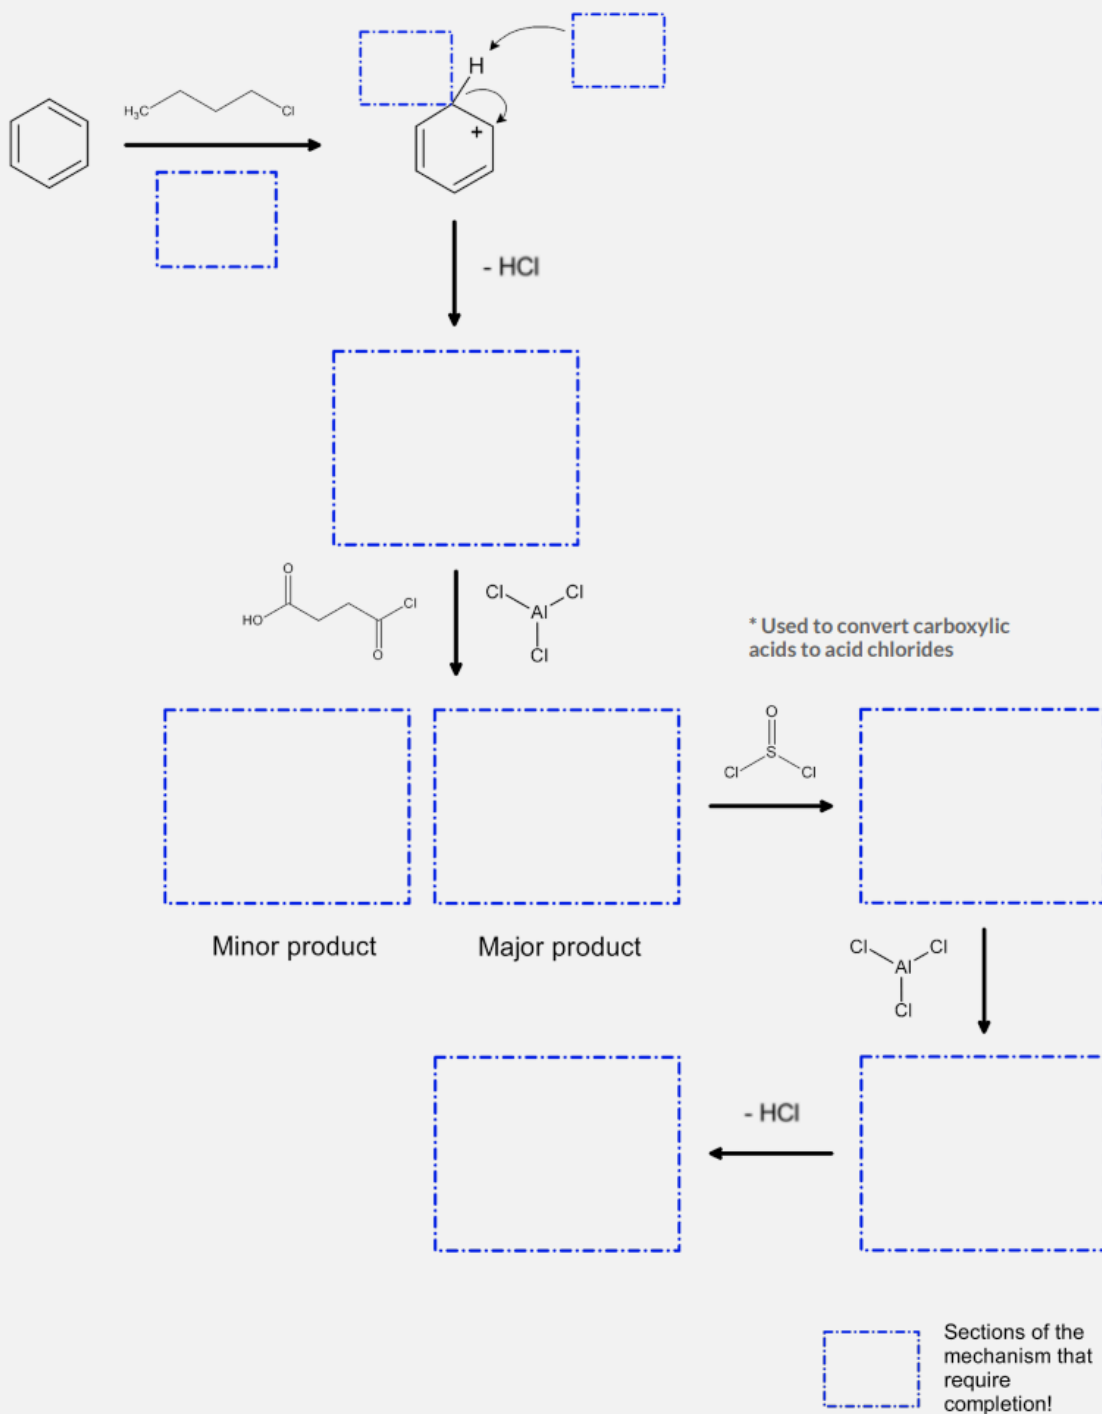 H
H₃C
Cl
+
- HCl
O
HO
Cl
O
Cl
Cl
Al
Cl
* Used to convert carboxylic
acids to acid chlorides
O
S
Cl
Cl
Minor product
Major product
Cl
Cl
Al
Cl
- HCl
Sections of the
mechanism that
require
completion!